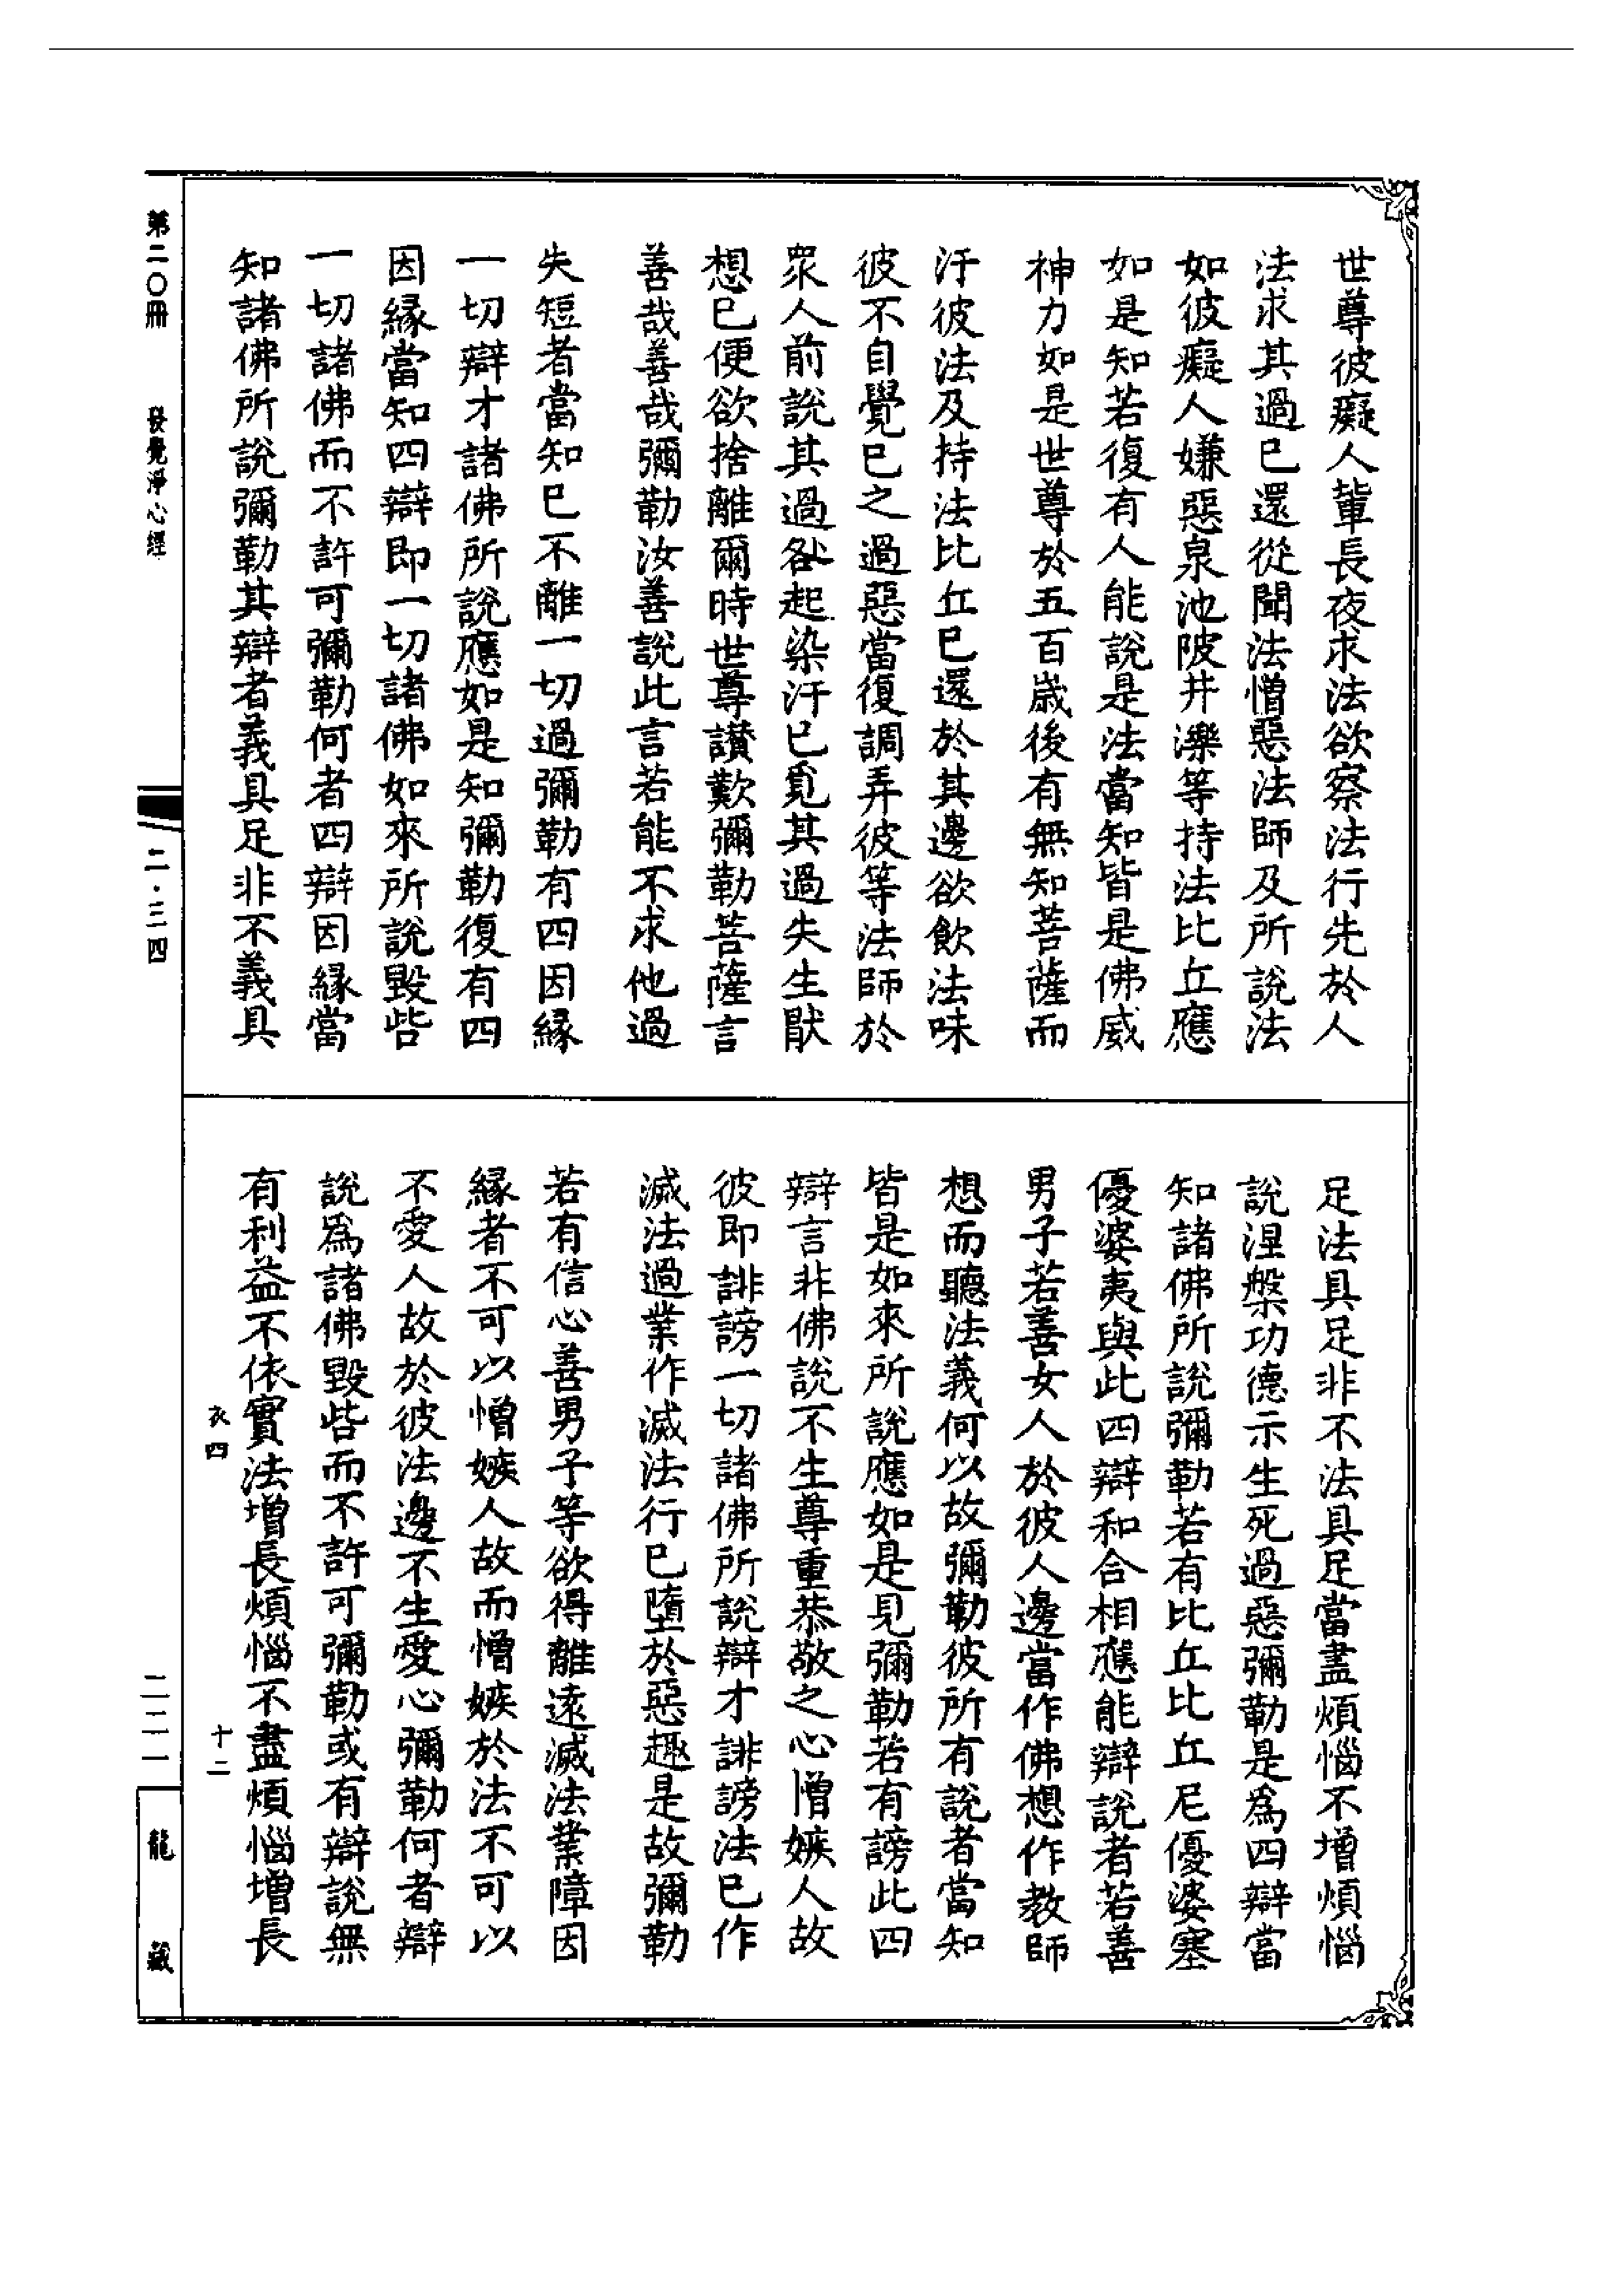 世尊彼癡人軰長夜求法欲察法行先於人
法求其過已還從聞法憎惡法師及所說法
如彼癡人嫌惡泉池陂井濼等持法比丘應
如是知若復有人能說是法當知皆是佛威
神力如是世尊於五百歲後有無知菩薩而
汙彼法及持法比丘已還於其邊欲飲法味
彼不自覺已之過惡當復調弄彼等法師於
眾人前說其過咎起染汙已覓其過失生猒
想已便欲捨離爾時世尊讚歎彌勒菩薩言
善哉善哉彌勒汝善說此言若能不求他過
失短者當知已不離一切過彌勒有四因緣
一切辯才諸佛所說應如是知彌勒復有四
因緣當知四辯即一切諸佛如來所說毀呰
一切諸佛而不許可彌勒何者四辯因緣當
知諸佛所說彌勒其辯者義具足非不義具
足法具足非不法具足當盡煩惱不增煩惱
說涅槃功德示生死過惡彌勒是為四辯當
知諸佛所說彌勒若有比丘比丘尼優婆塞
優婆夷與此四辯和合相應能辯說者若善
男子若善女人於彼人邊當作佛想作教師
想而聽法義何以故彌勒彼所有說者當知
皆是如來所說應如是見彌勒若有謗此四
辯言非佛說不生尊重恭敬之心憎嫉人故
彼即誹謗一切諸佛所說辯才誹謗法已作
滅法過業作滅法行已墮於惡趣是故彌勒
若有信心善男子等欲得離遠滅法業障因
緣者不可以憎嫉人故而憎嫉於法不可以
不愛人故於彼法邊不生愛心彌勒何者辯
說為諸佛毀呰而不許可彌勒或有辯說無
有利益不依實法增長煩惱不盡煩惱增長
衣四 十二
第二〇冊 發覺淨心經 二·三四 二二一 龍藏